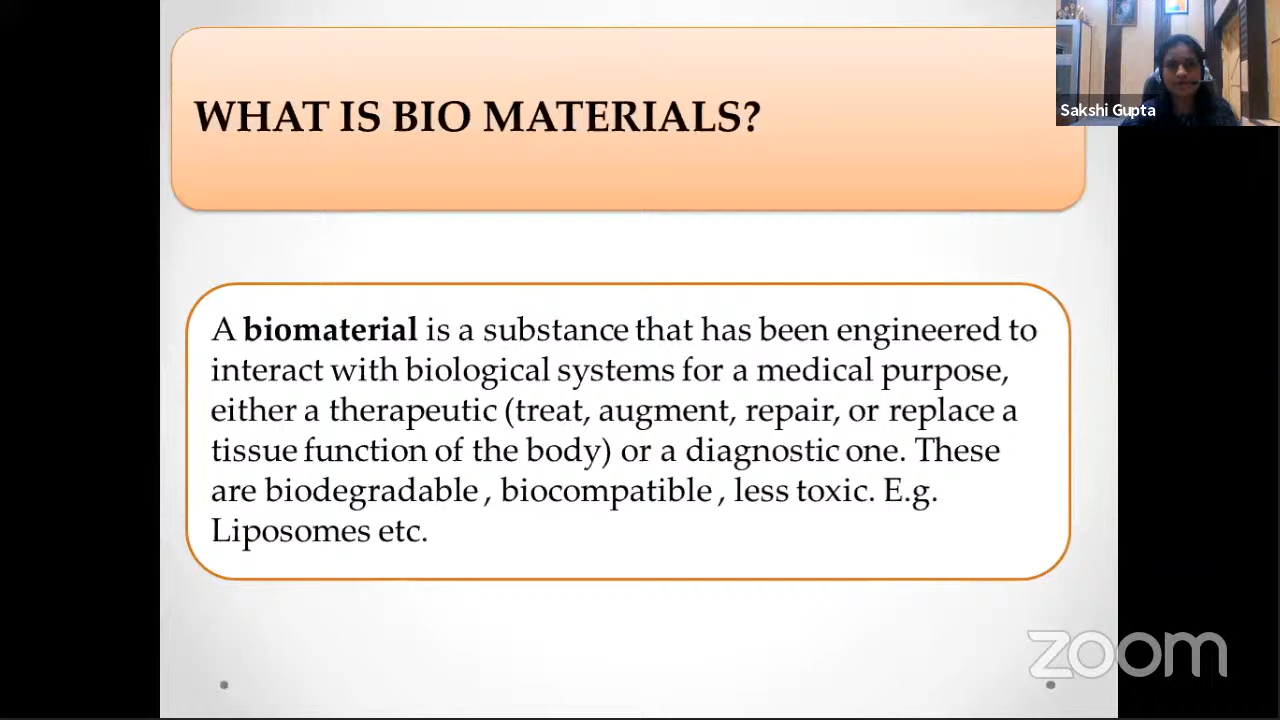 WHAT IS BIO MATERIALS?
Sakshi Gupta
A biomaterial is a substance that has been engineered to
interact with biological systems for a medical purpose,
either a therapeutic (treat, augment, repair, or replace a
tissue function of the body) or a diagnostic one. These
are biodegradable , biocompatible , less toxic. E.g.
Liposomes etc.
zoom